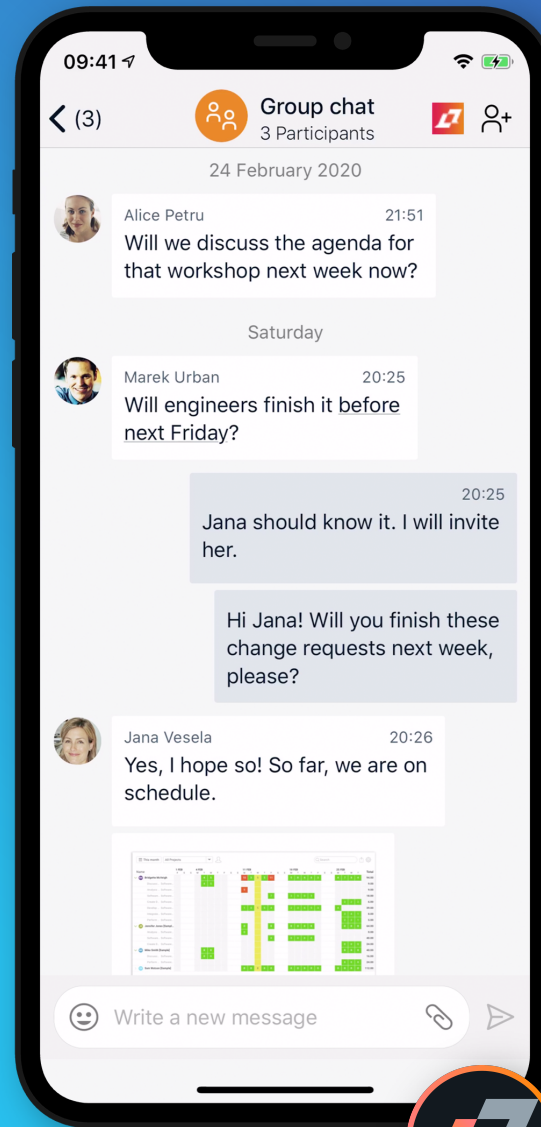 09:41
(3)
Group chat
3 Participants
24 February 2020
Alice Petru 21:51
Will we discuss the agenda for
that workshop next week now?
Saturday
Marek Urban 20:25
Will engineers finish it before
next Friday?
20:25
Jana should know it. I will invite
her.
Hi Jana! Will you finish these
change requests next week,
please?
Jana Vesela 20:26
Yes, I hope so! So far, we are on
schedule.
Write a new message